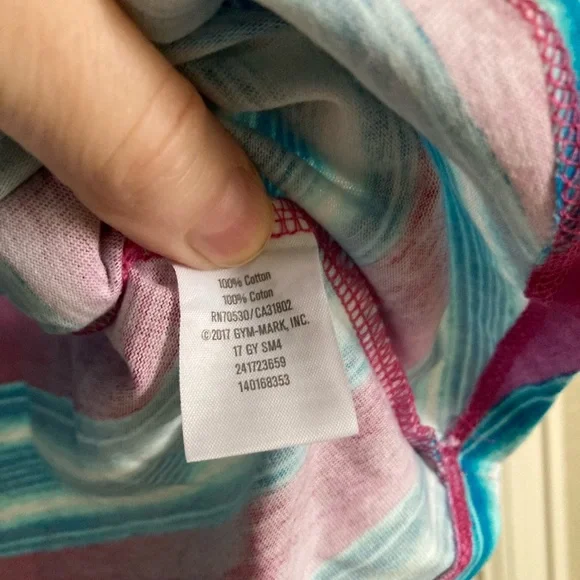 100% Cotton
100% Coton
RN70530/CA31802
©2017 GYM-MARK, INC.
17 GY SM4
241723659
140168353